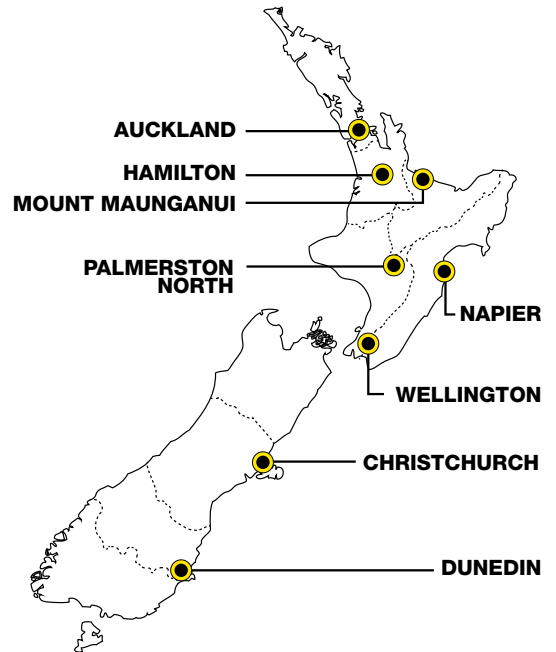 AUCKLAND
HAMILTON
MOUNT MAUNGANUI
PALMERSTON
NORTH
NAPIER
WELLINGTON
CHRISTCHURCH
DUNEDIN